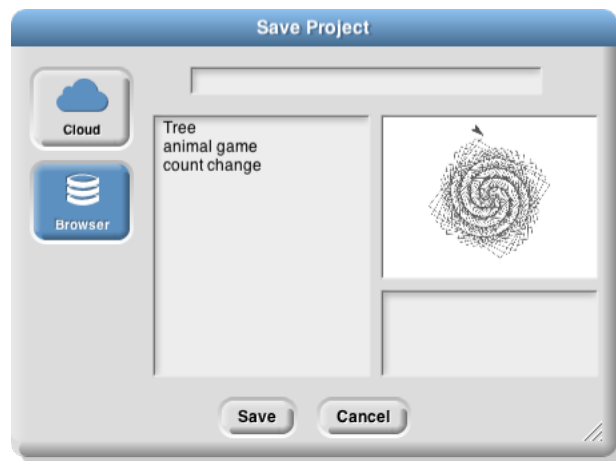 Save Project
Cloud
Browser
Tree
animal game
count change
Save
Cancel